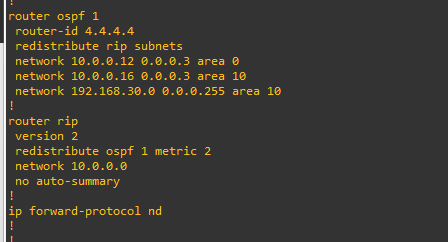 !
router ospf 1
 router-id 4.4.4.4
 redistribute rip subnets
 network 10.0.0.12 0.0.0.3 area 0
 network 10.0.0.16 0.0.0.3 area 10
 network 192.168.30.0 0.0.0.255 area 10
!
router rip
 version 2
 redistribute ospf 1 metric 2
 network 10.0.0.0
 no auto-summary
!
ip forward-protocol nd
!
!